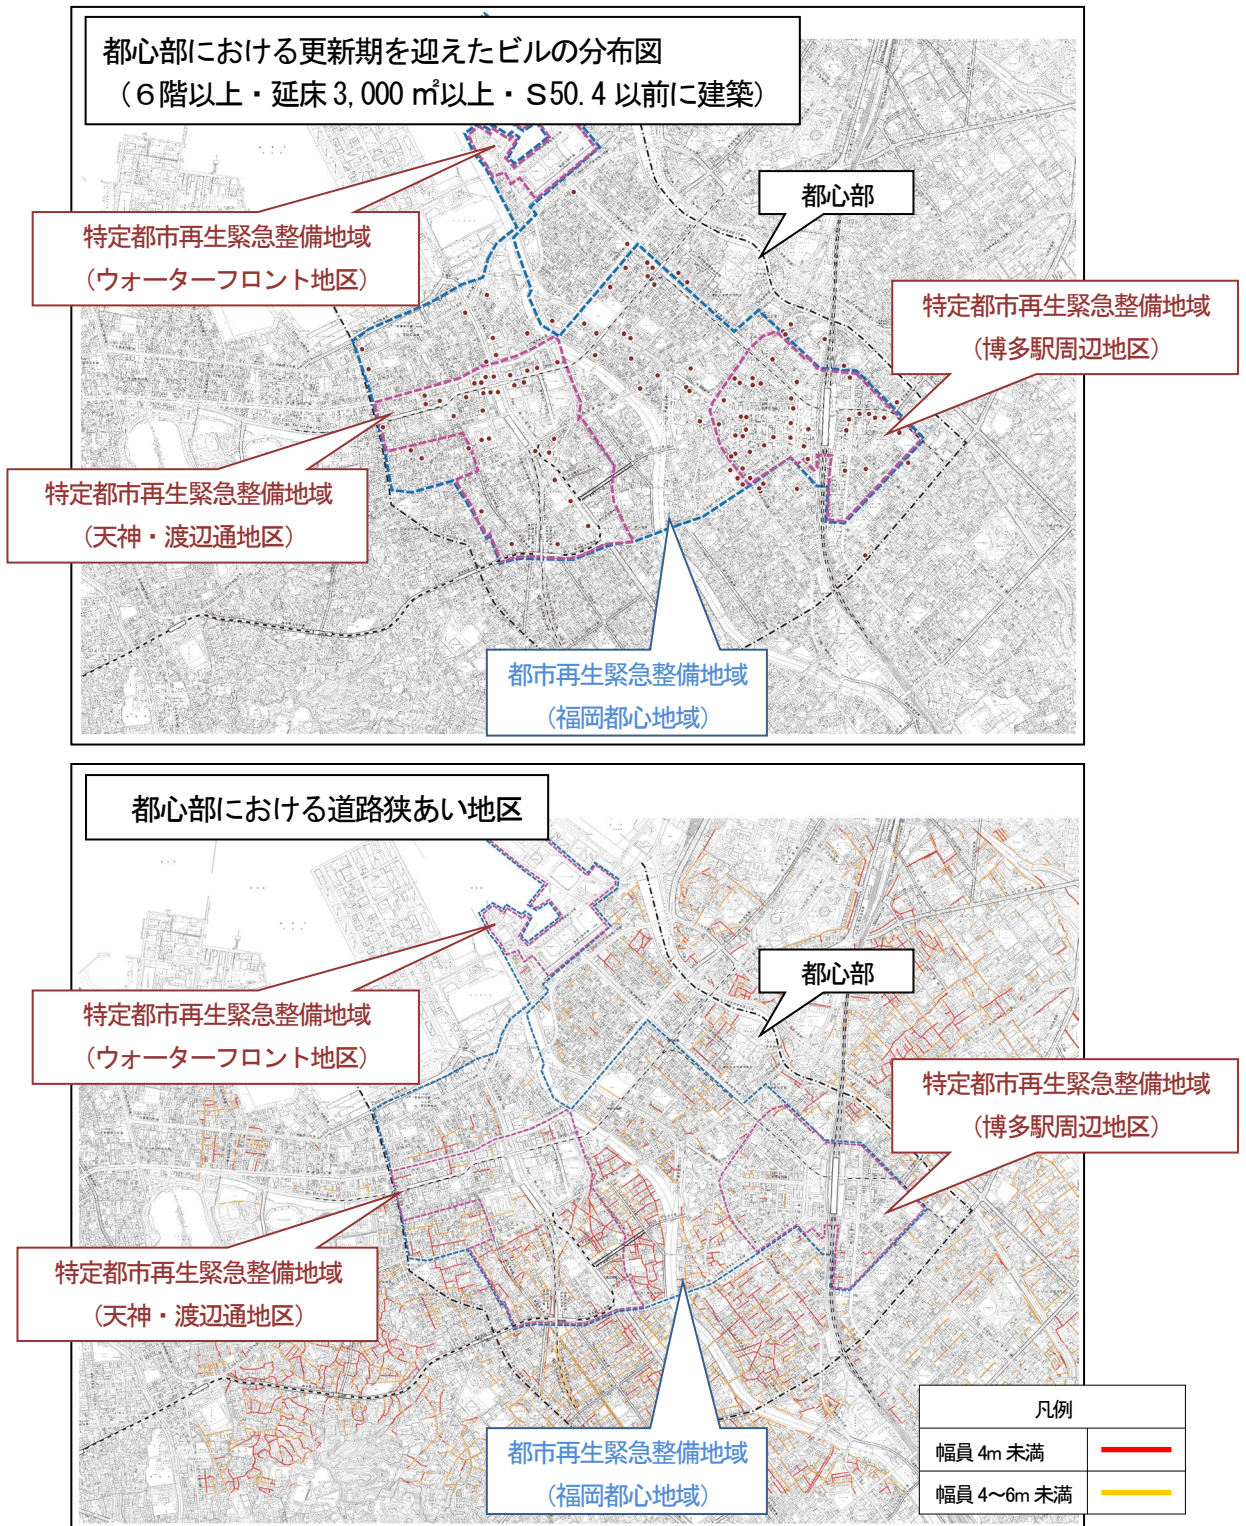 都心部における更新期を迎えたビルの分布図
（６階以上・延床 3,000 ㎡以上・Ｓ50.4 以前に建築）
都心部
特定都市再生緊急整備地域
（ウォーターフロント地区）
特定都市再生緊急整備地域
（博多駅周辺地区）
特定都市再生緊急整備地域
（天神・渡辺通地区）
都市再生緊急整備地域
（福岡都心地域）
都心部における道路狭あい地区
都心部
特定都市再生緊急整備地域
（ウォーターフロント地区）
特定都市再生緊急整備地域
（博多駅周辺地区）
特定都市再生緊急整備地域
（天神・渡辺通地区）
都市再生緊急整備地域
（福岡都心地域）
凡例
幅員 4m 未満
幅員 4～6m 未満